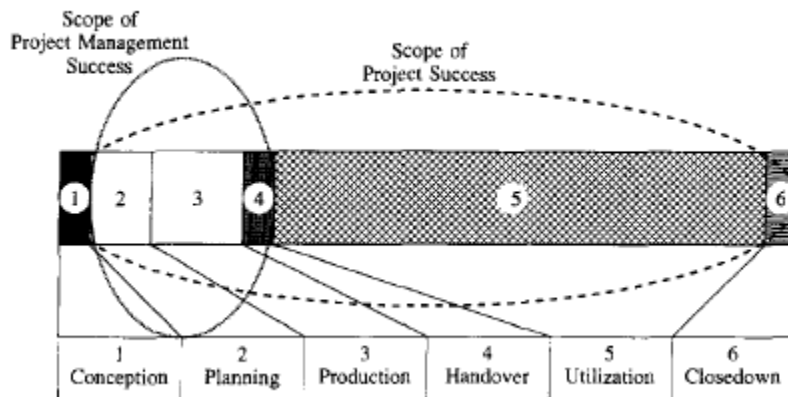 Scope of
Project Management
Success
Scope of
Project Success
1
2
3
4
5
6
1
2
3
4
5
6
Conception
Planning
Production
Handover
Utilization
Closedown